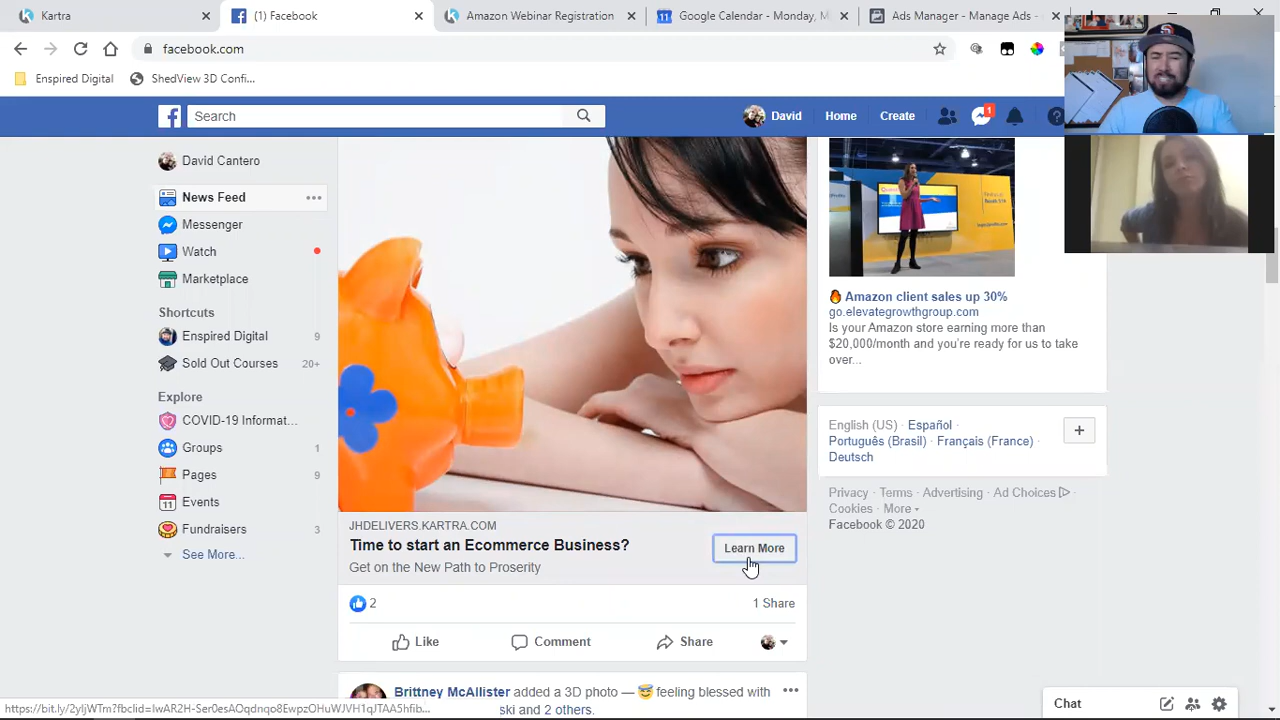 Kartra
(1) Facebook
Amazon Webinar Registration
Google Calendar - Monday, M
Ads Manager - Manage Ads -
facebook.com
Enspired Digital
ShedView 3D Confi...
Search
David
Home
Create
1
David Cantero
News Feed
Messenger
Watch
Marketplace
Shortcuts
Enspired Digital 9
Sold Out Courses 20+
Explore
COVID-19 Informat...
Groups 1
Pages 9
Events
Fundraisers 3
See More...
JHDELIVERS.KARTRA.COM
Time to start an Ecommerce Business?
Get on the New Path to Proserity
Learn More
2
1 Share
Like
Comment
Share
Brittney McAllister added a 3D photo — feeling blessed with
ski and 2 others.
Amazon client sales up 30%
go.elevategrowthgroup.com
Is your Amazon store earning more than
$20,000/month and you're ready for us to take
over...
English (US) · Español ·
Português (Brasil) · Français (France) ·
Deutsch
Privacy · Terms · Advertising · Ad Choices ·
Cookies · More
Facebook © 2020
Chat